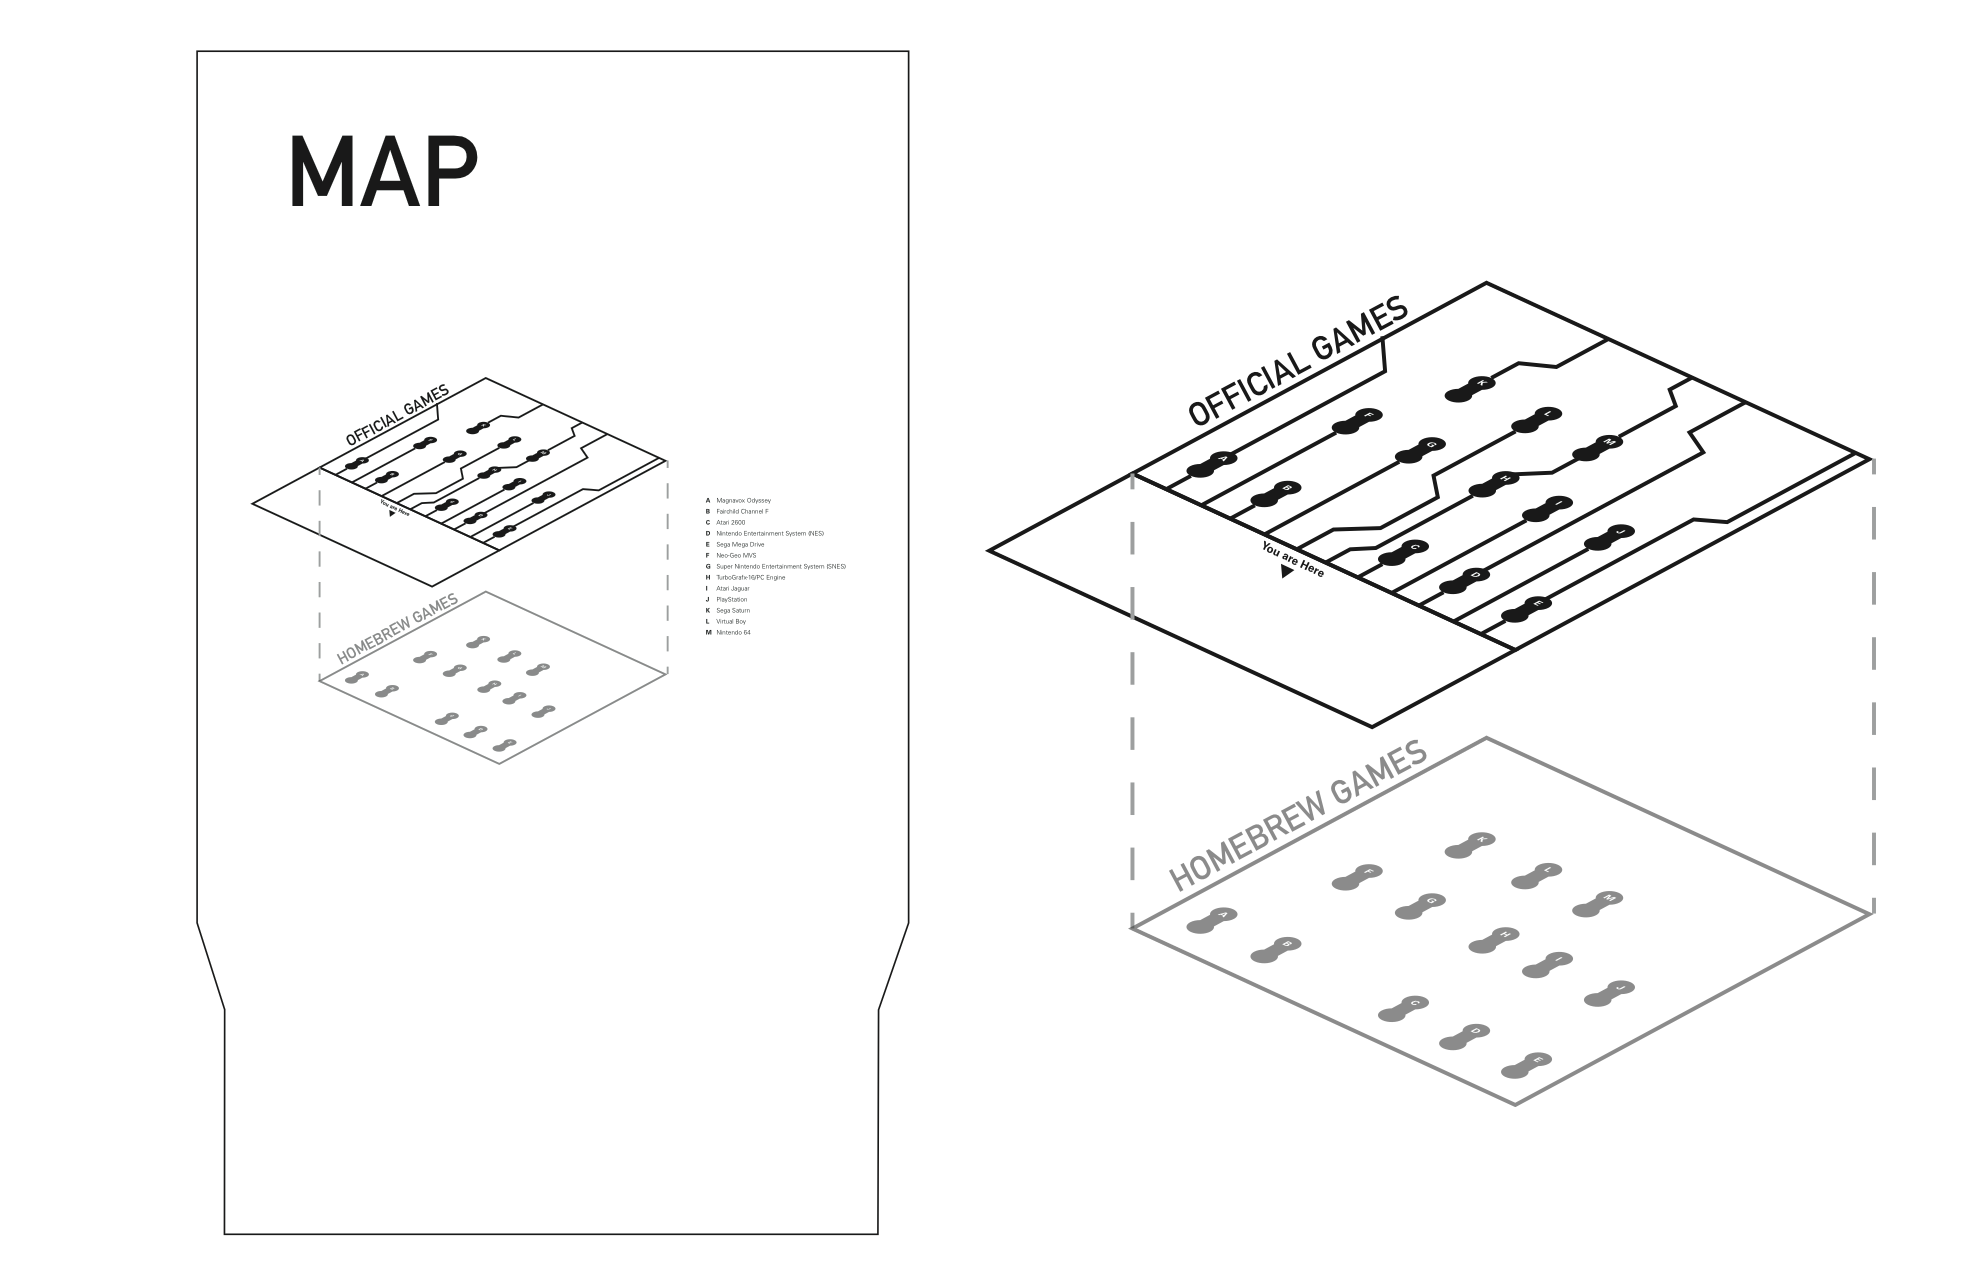 MAP
OFFICIAL GAMES
You are Here
HOMEBREW GAMES
A Magnavox Odyssey
B Fairchild Channel F
C Atari 2600
D Nintendo Entertainment System (NES)
E Sega Mega Drive
F Neo-Geo MVS
G Super Nintendo Entertainment System (SNES)
H TurboGrafx-16/PC Engine
I Atari Jaguar
J PlayStation
K Sega Saturn
L Virtual Boy
M Nintendo 64
OFFICIAL GAMES
K
F
L
G
M
A
H
B
I
J
C
D
E
You are Here
HOMEBREW GAMES
K
F
L
G
M
A
H
B
I
J
C
D
E